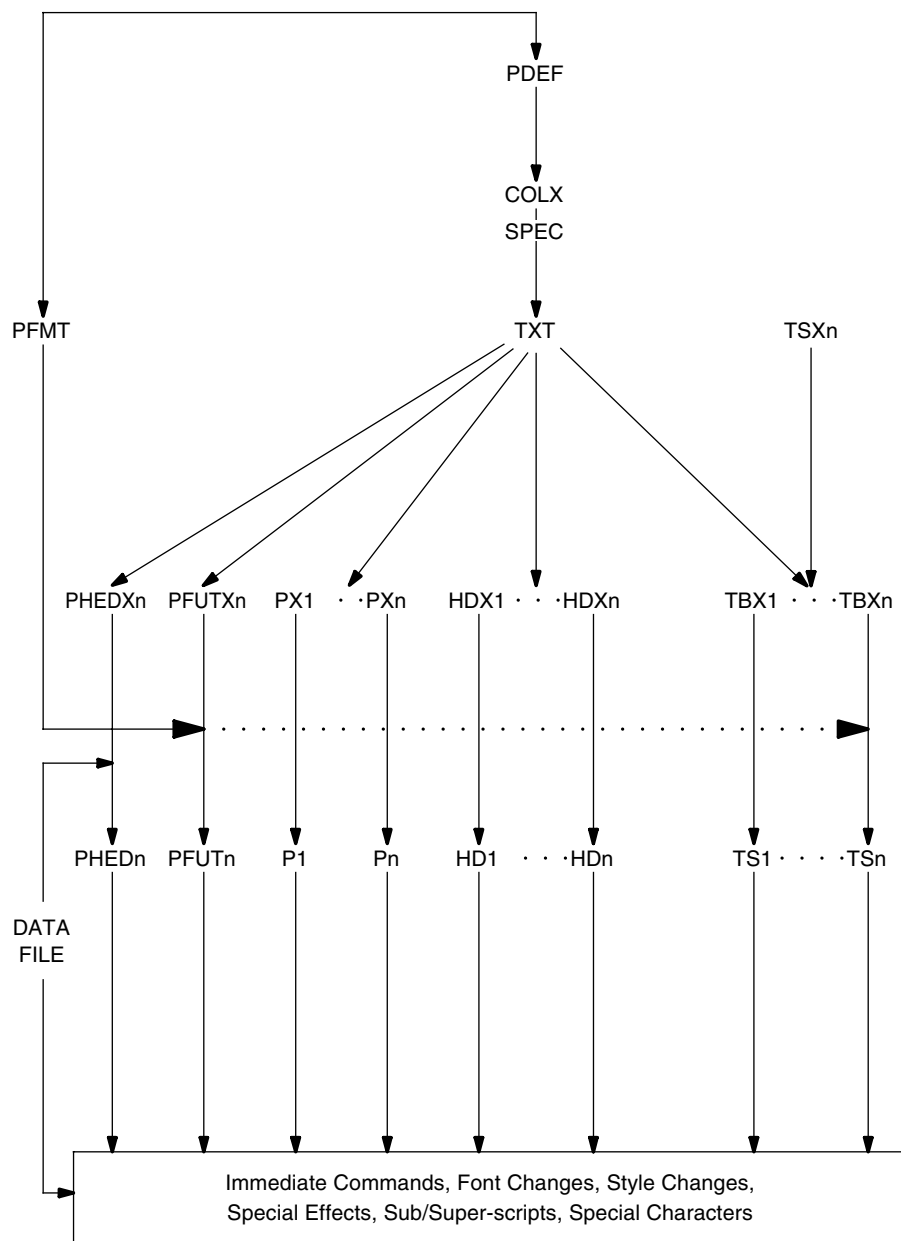 PDEF
COLX
SPEC
PFMT TXT TSXn
PHEDXn PFUTXn PX1 · · PXn HDX1 · · · HDXn TBX1 · · · · TBXn
PHEDn PFUTn P1 Pn HD1 · · · HDn TS1 · · · · TSn
DATA
FILE
Immediate Commands, Font Changes, Style Changes,
Special Effects, Sub/Super-scripts, Special Characters